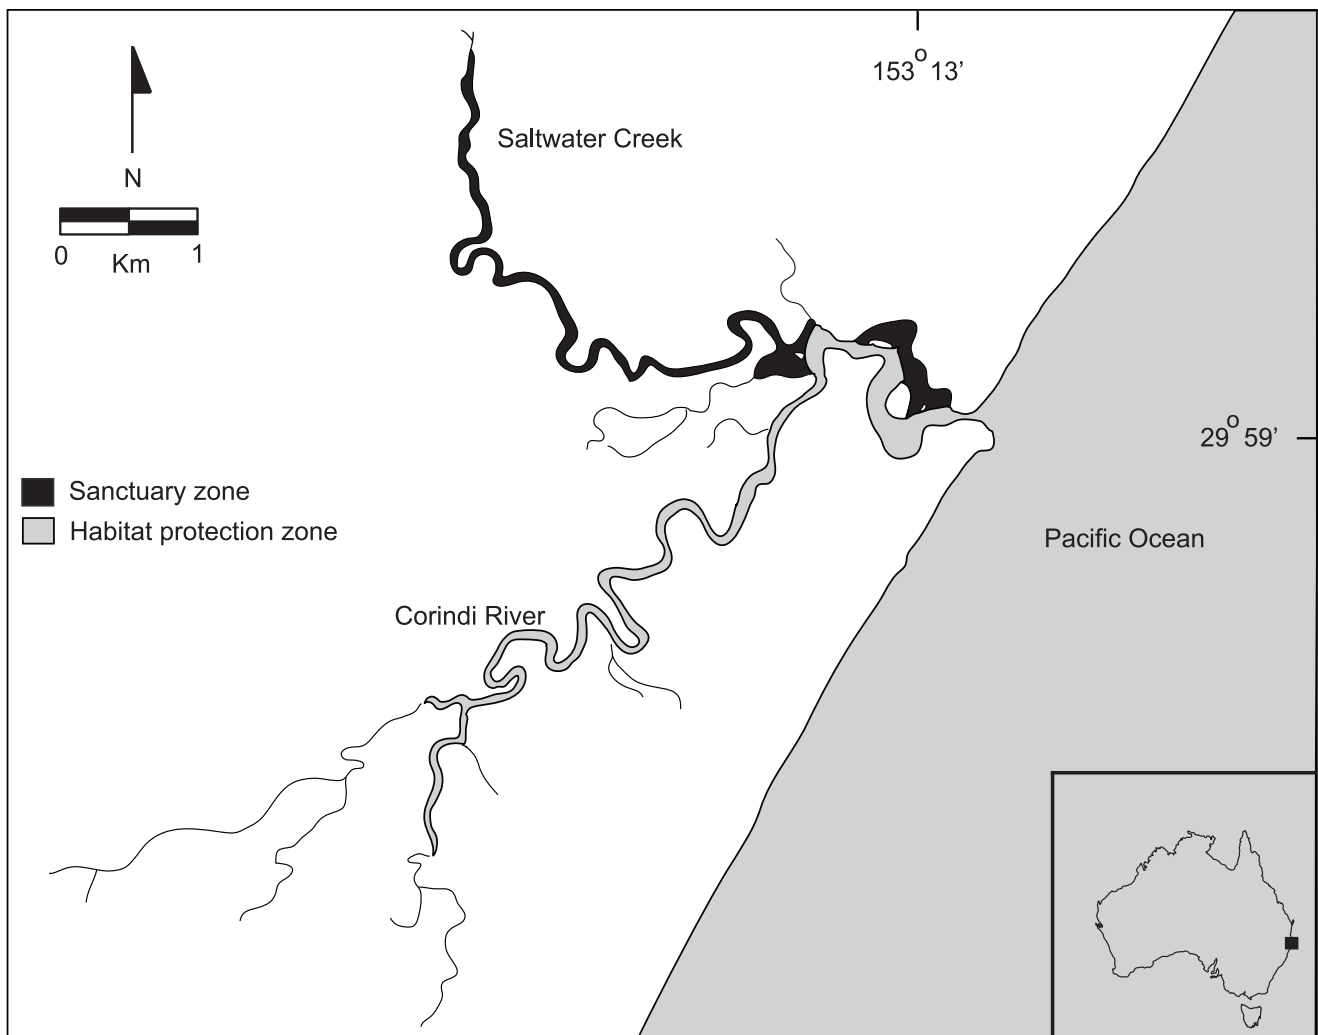 153° 13'
Saltwater Creek
N
0 1
Km
29° 59'
Sanctuary zone
Habitat protection zone
Pacific Ocean
Corindi River